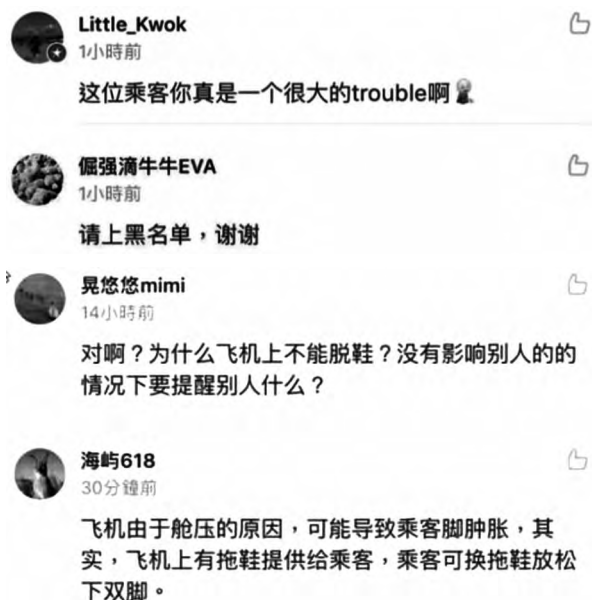 Little_Kwok
1小時前
这位乘客你真是一个很大的trouble啊
倔强滴牛牛EVA
1小時前
请上黑名单，谢谢
晃悠悠mimi
14小時前
对啊？为什么飞机上不能脱鞋？没有影响别人的的
情况下要提醒别人什么？
海屿618
30分鐘前
飞机由于舱压的原因，可能导致乘客脚肿胀，其
实，飞机上有拖鞋提供给乘客，乘客可换拖鞋放松
下双脚。